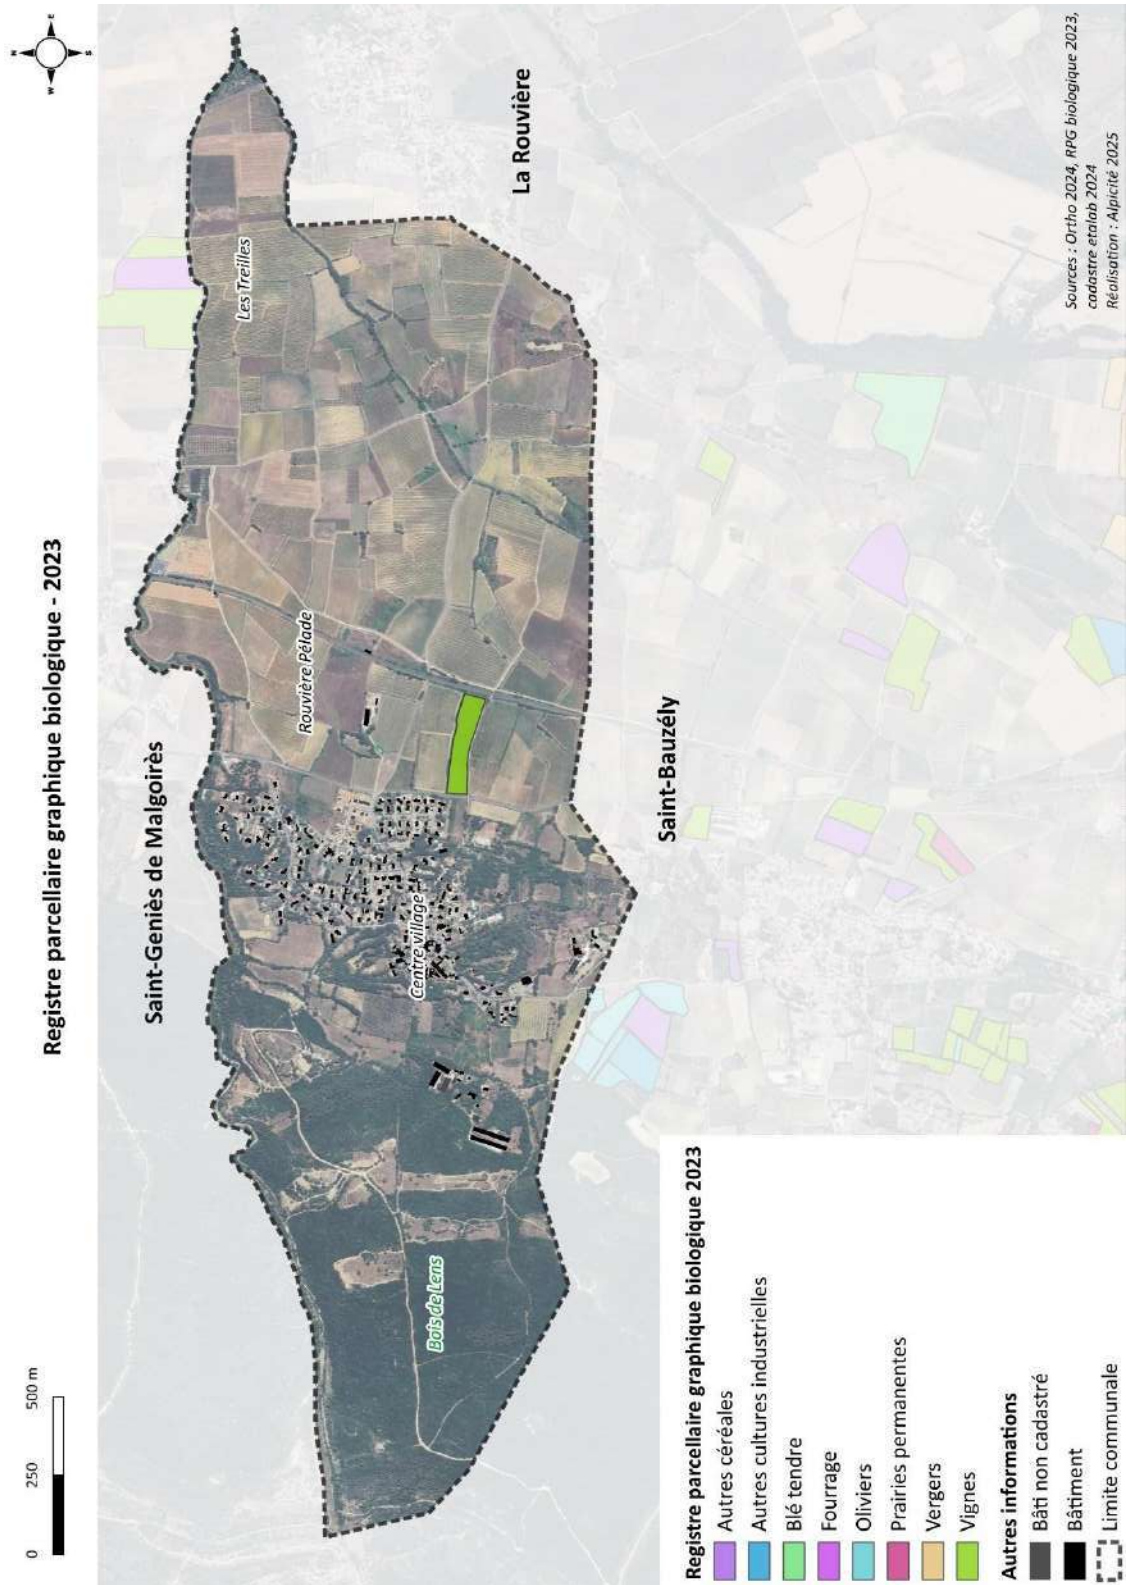 Registre parcellaire graphique biologique - 2023
0 250 500 m
N
E
S
W
Saint-Geniès de Malgoirès
La Rouvière
Saint-Bauzély
Les Treilles
Rouvière Pélade
Centre village
Bois de Lens
Registre parcellaire graphique biologique 2023
Autres céréales
Autres cultures industrielles
Blé tendre
Fourrage
Oliviers
Prairies permanentes
Vergers
Vignes
Autres informations
Bâti non cadastré
Bâtiment
Limite communale
Sources : Ortho 2024, RPG biologique 2023,
cadastre etalab 2024
Réalisation : Alpicité 2025